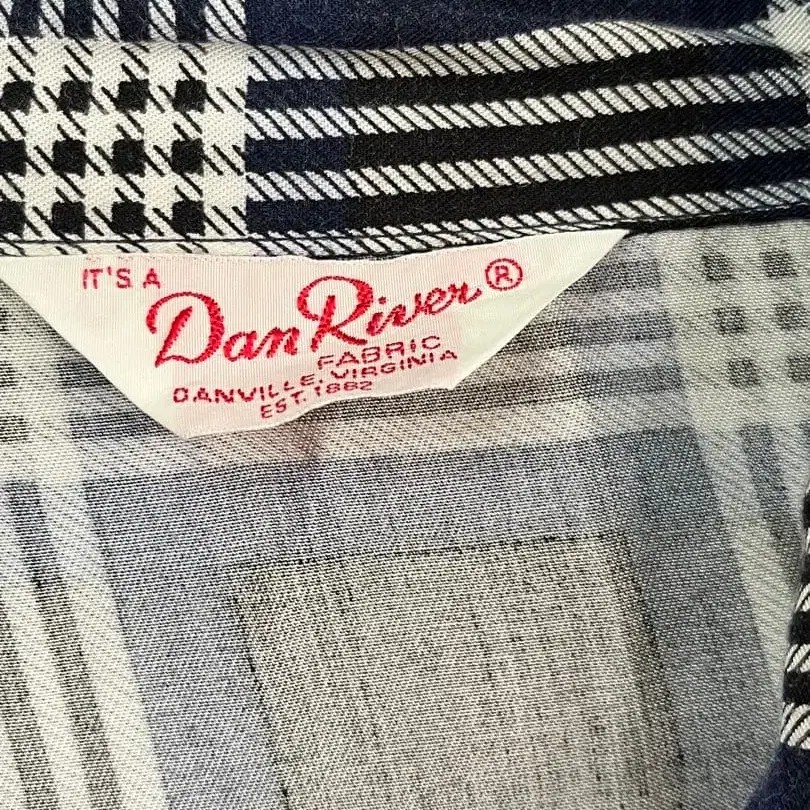 IT'S A
Dan River ®
FABRIC
DANVILLE, VIRGINIA
EST. 1882